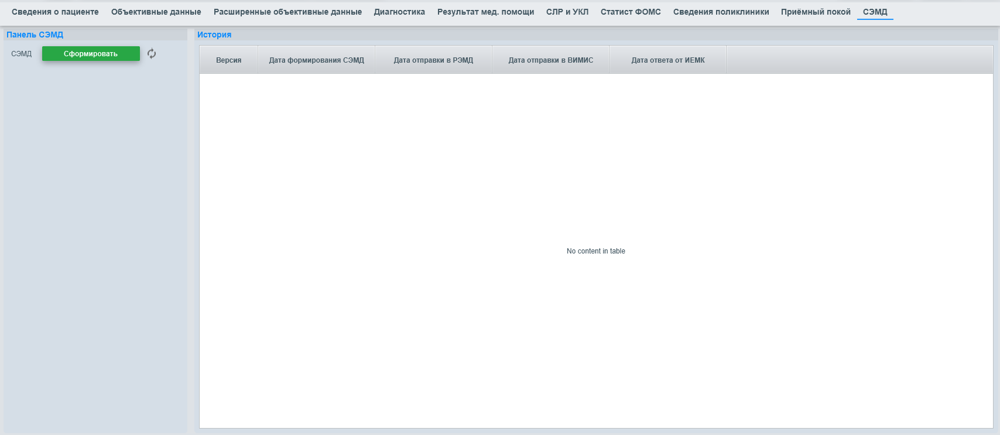 Сведения о пациенте Объективные данные Расширенные объективные данные Диагностика Результат мед. помощи СЛР и УКЛ Статист ФОМС Сведения поликлиники Приёмный покой СЭМД
Панель СЭМД
СЭМД Сформировать
История
Версия Дата формирования СЭМД Дата отправки в РЭМД Дата отправки в ВИМИС Дата ответа от ИЕМК
No content in table